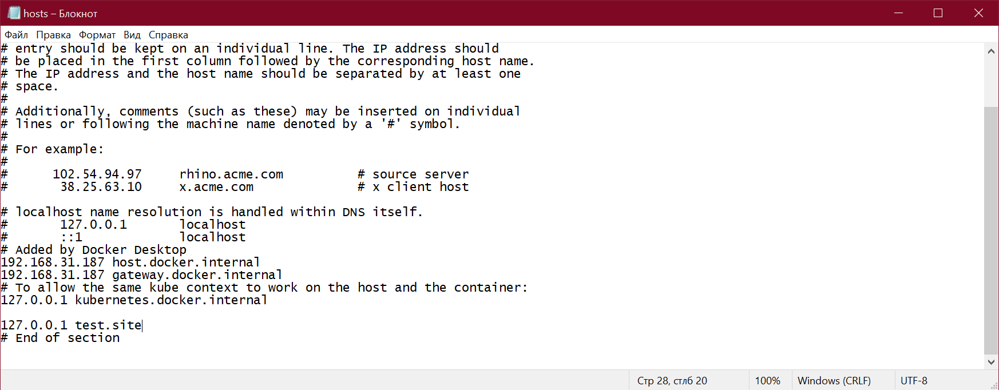 hosts – Блокнот
Файл Правка Формат Вид Справка
# entry should be kept on an individual line. The IP address should
# be placed in the first column followed by the corresponding host name.
# The IP address and the host name should be separated by at least one
# space.
#
# Additionally, comments (such as these) may be inserted on individual
# lines or following the machine name denoted by a '#' symbol.
#
# For example:
#
#      102.54.94.97     rhino.acme.com          # source server
#       38.25.63.10     x.acme.com              # x client host

# localhost name resolution is handled within DNS itself.
#       127.0.0.1       localhost
#       ::1             localhost
# Added by Docker Desktop
192.168.31.187 host.docker.internal
192.168.31.187 gateway.docker.internal
# To allow the same kube context to work on the host and the container:
127.0.0.1 kubernetes.docker.internal

127.0.0.1 test.site
# End of section
Стр 28, стлб 20 100% Windows (CRLF) UTF-8